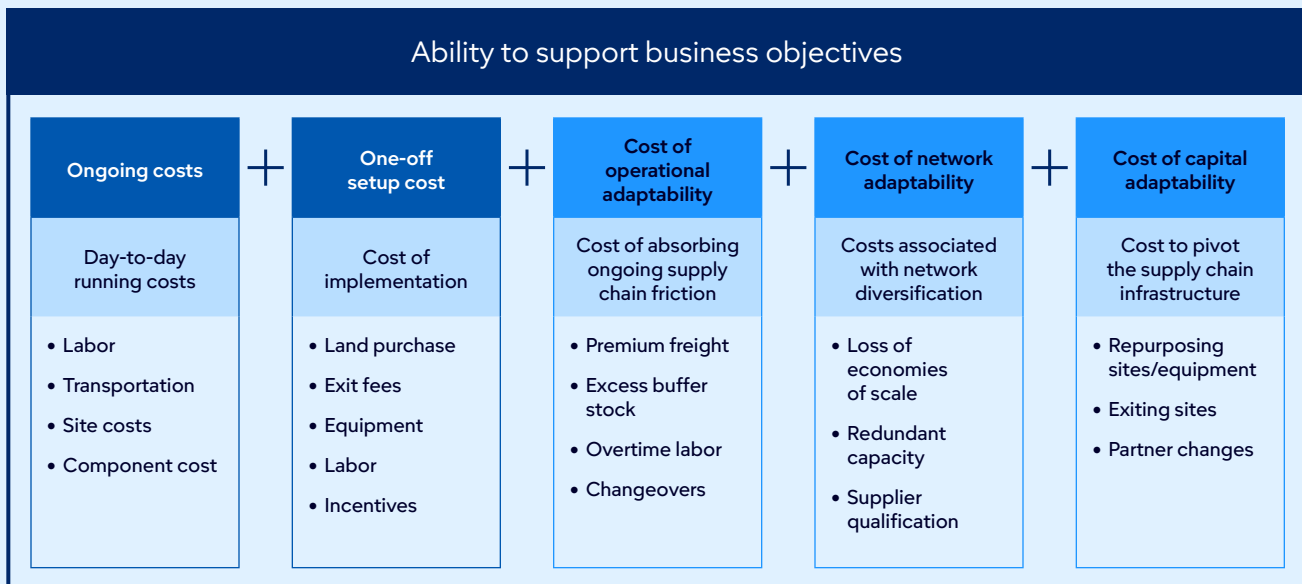 Ability to support business objectives
Ongoing costs
Day-to-day
running costs
• Labor
• Transportation
• Site costs
• Component cost
+
One-off
setup cost
Cost of
implementation
• Land purchase
• Exit fees
• Equipment
• Labor
• Incentives
+
Cost of
operational
adaptability
Cost of absorbing
ongoing supply
chain friction
• Premium freight
• Excess buffer
stock
• Overtime labor
• Changeovers
+
Cost of network
adaptability
Costs associated
with network
diversification
• Loss of
economies
of scale
• Redundant
capacity
• Supplier
qualification
+
Cost of capital
adaptability
Cost to pivot
the supply chain
infrastructure
• Repurposing
sites/equipment
• Exiting sites
• Partner changes